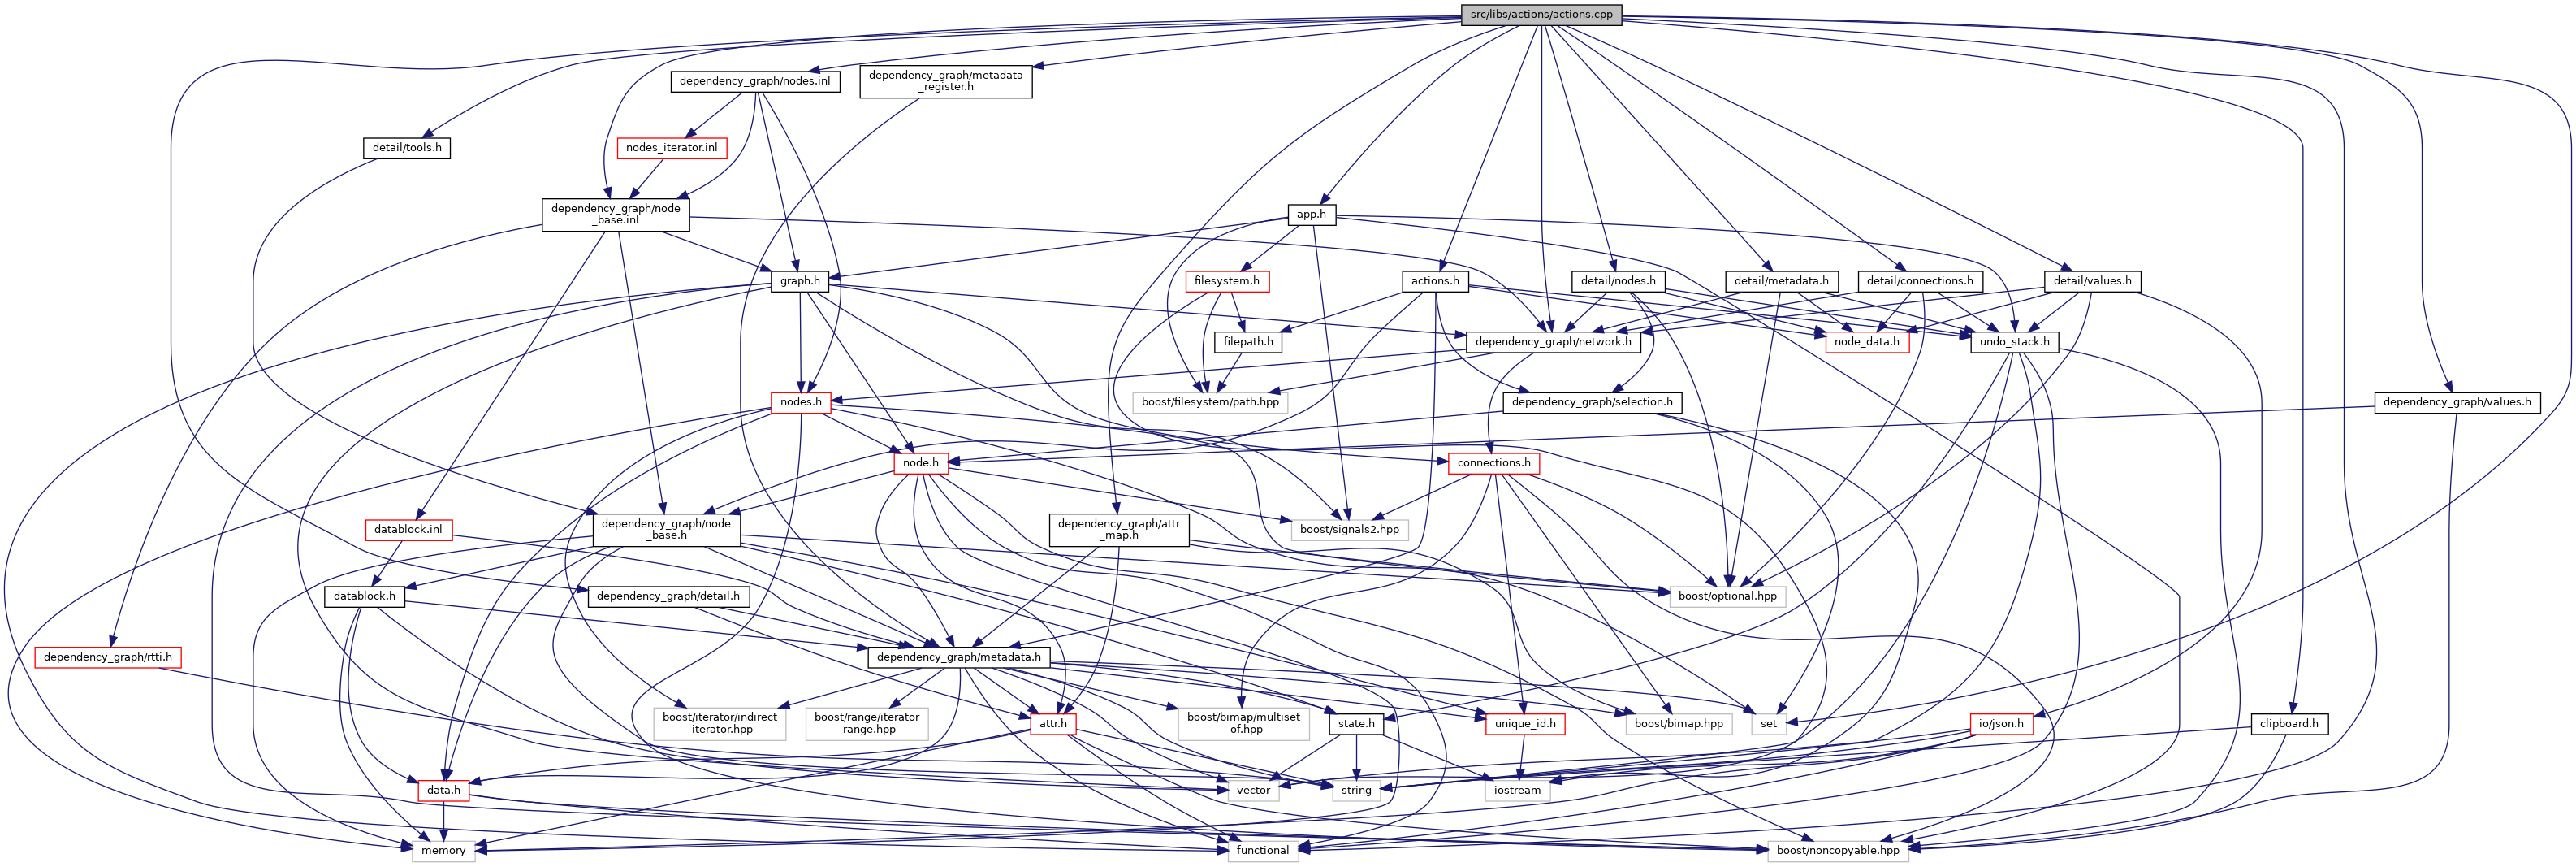 src/libs/actions/actions.cpp
dependency_graph/nodes.inl
dependency_graph/metadata
_register.h
detail/tools.h
nodes_iterator.inl
dependency_graph/node
_base.inl
app.h
graph.h
filesystem.h
actions.h
detail/nodes.h
detail/metadata.h
detail/connections.h
detail/values.h
filepath.h
dependency_graph/network.h
node_data.h
undo_stack.h
nodes.h
boost/filesystem/path.hpp
dependency_graph/selection.h
dependency_graph/values.h
node.h
connections.h
datablock.inl
dependency_graph/node
_base.h
dependency_graph/attr
_map.h
boost/signals2.hpp
datablock.h
dependency_graph/detail.h
boost/optional.hpp
dependency_graph/rtti.h
dependency_graph/metadata.h
boost/iterator/indirect
_iterator.hpp
boost/range/iterator
_range.hpp
attr.h
boost/bimap/multiset
_of.hpp
state.h
unique_id.h
boost/bimap.hpp
set
io/json.h
clipboard.h
data.h
vector
string
iostream
memory
functional
boost/noncopyable.hpp